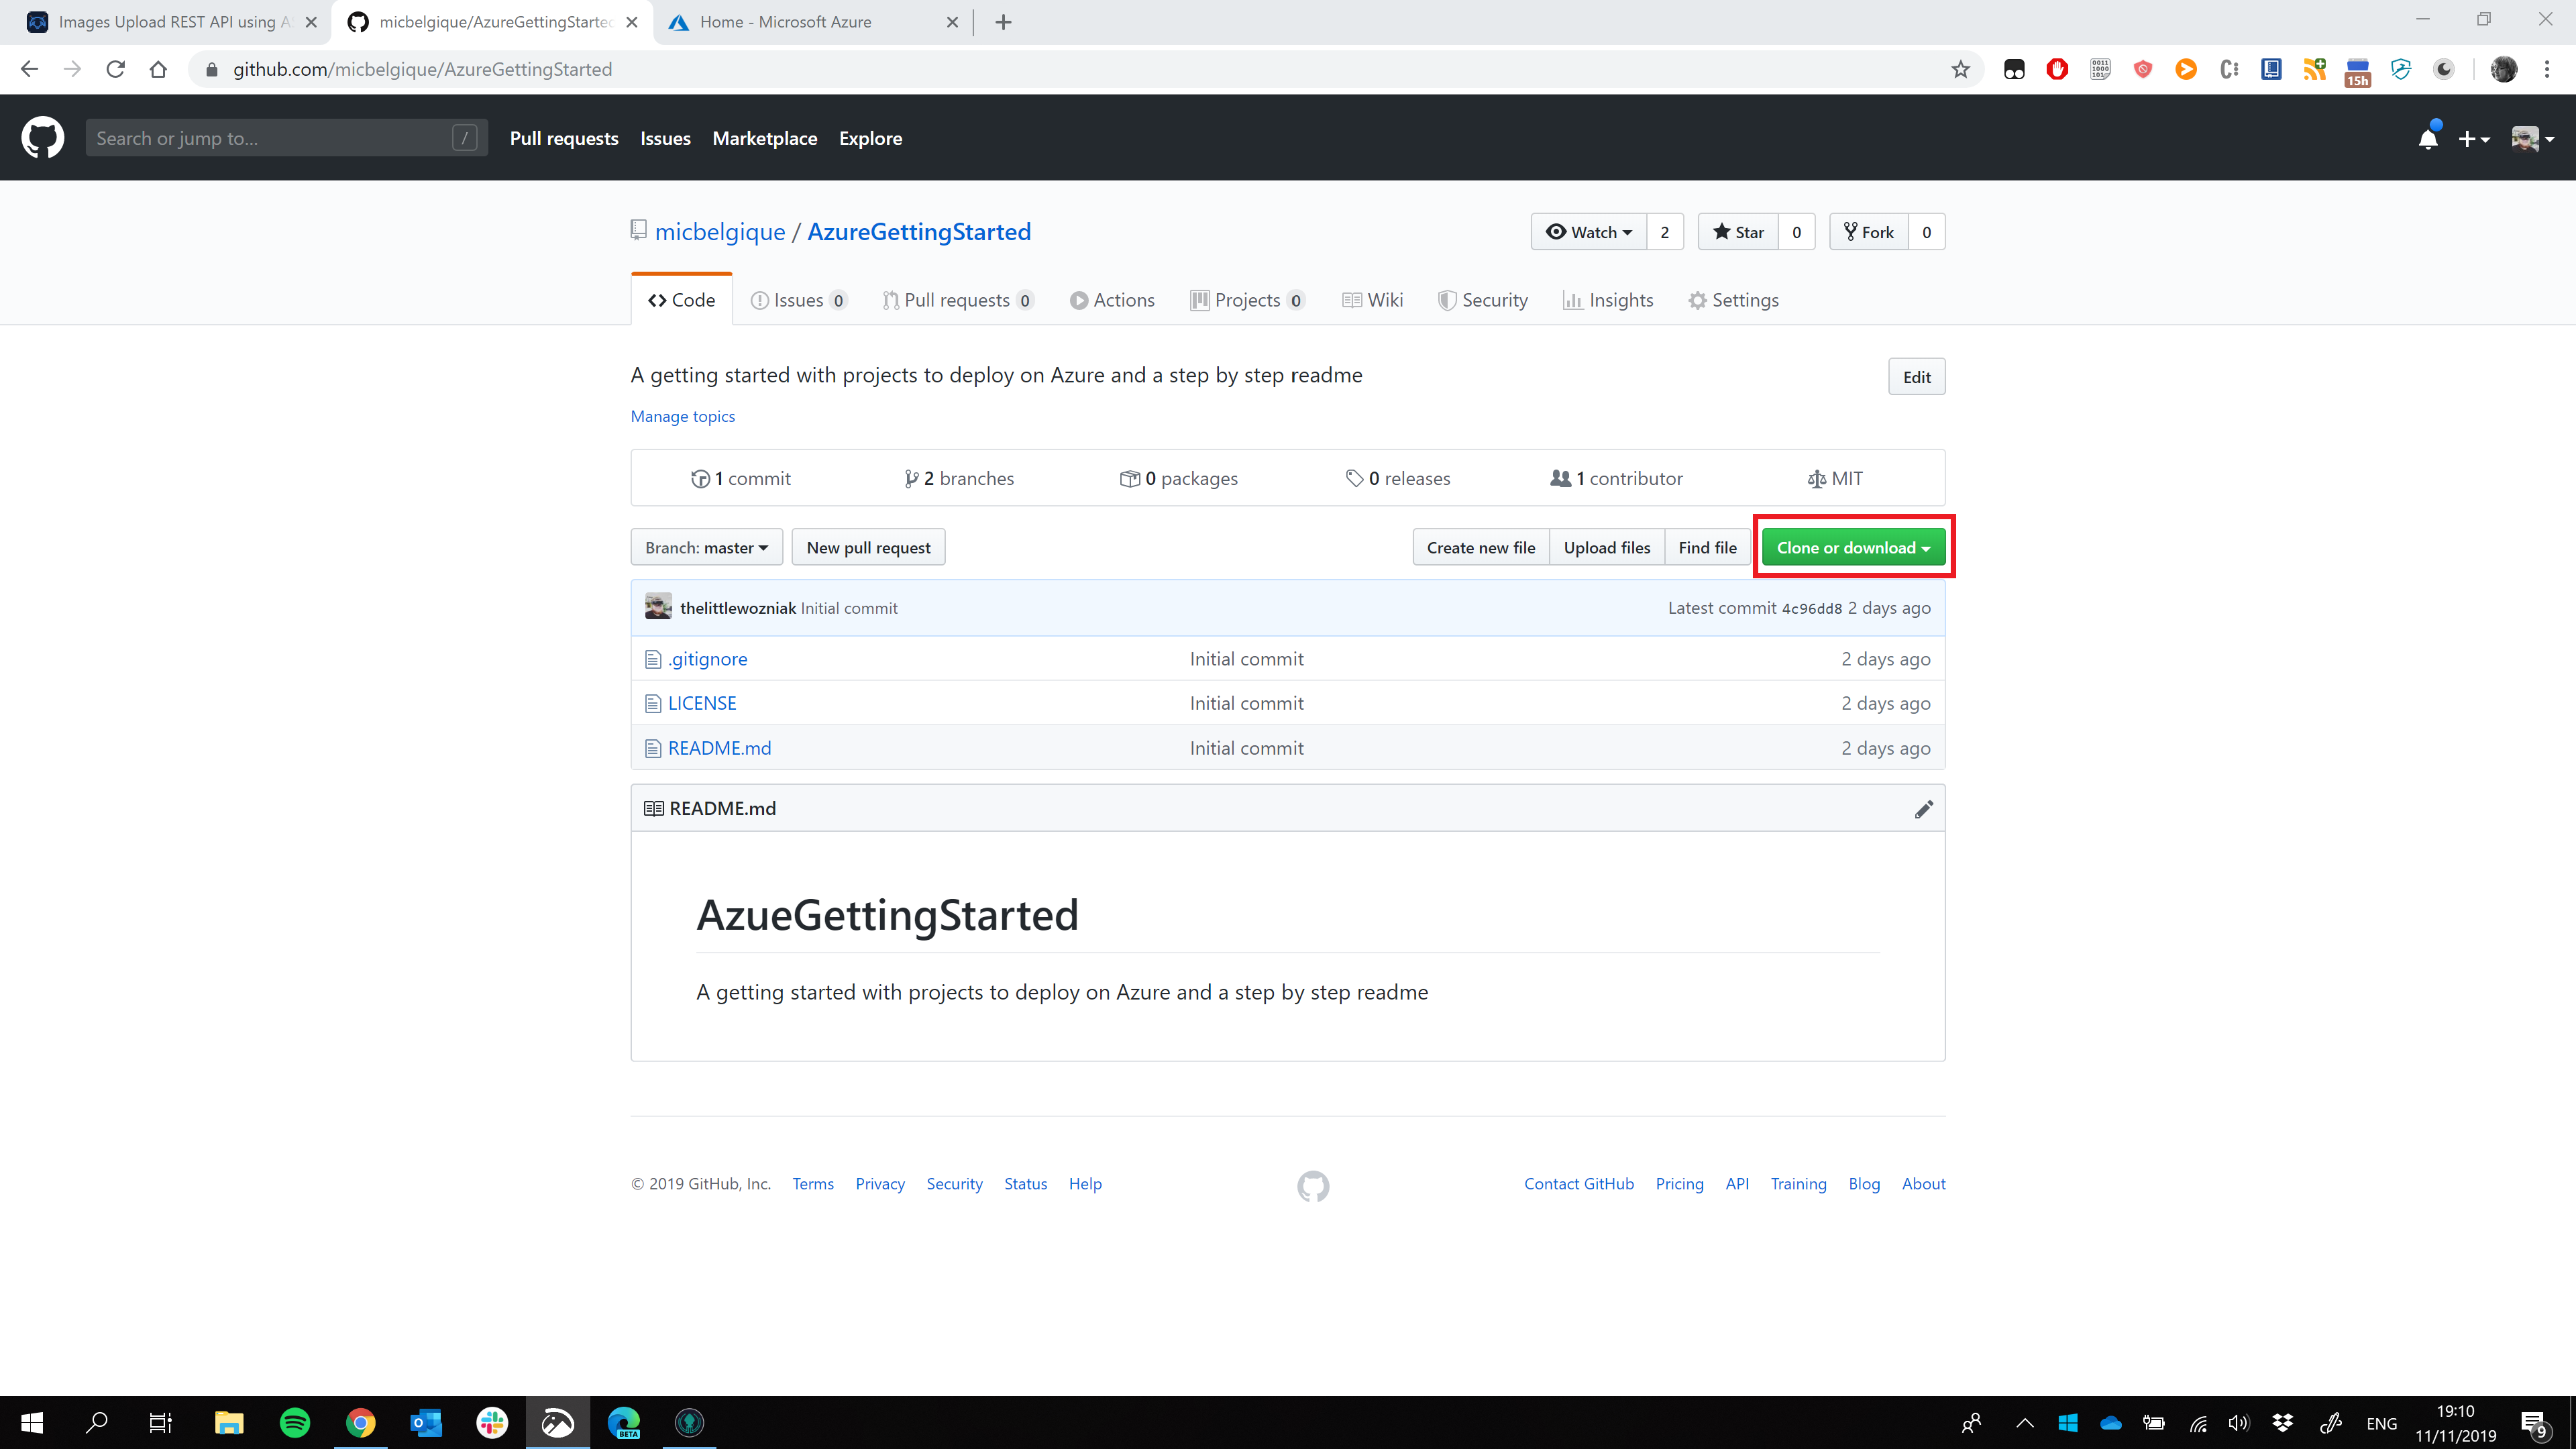 Images Upload REST API using A
micbelgique/AzureGettingStarted
Home - Microsoft Azure
github.com/micbelgique/AzureGettingStarted
15h
Search or jump to...
/
Pull requests Issues Marketplace Explore
micbelgique / AzureGettingStarted
Watch 2
Star 0
Fork 0
Code
Issues 0
Pull requests 0
Actions
Projects 0
Wiki
Security
Insights
Settings
A getting started with projects to deploy on Azure and a step by step readme
Edit
Manage topics
1 commit
2 branches
0 packages
0 releases
1 contributor
MIT
Branch: master
New pull request
Create new file
Upload files
Find file
Clone or download
thelittlewozniak Initial commit
Latest commit 4c96dd8 2 days ago
.gitignore Initial commit 2 days ago
LICENSE Initial commit 2 days ago
README.md Initial commit 2 days ago
README.md
AzueGettingStarted
A getting started with projects to deploy on Azure and a step by step readme
© 2019 GitHub, Inc. Terms Privacy Security Status Help
Contact GitHub Pricing API Training Blog About
BETA
ENG
19:10
11/11/2019
9